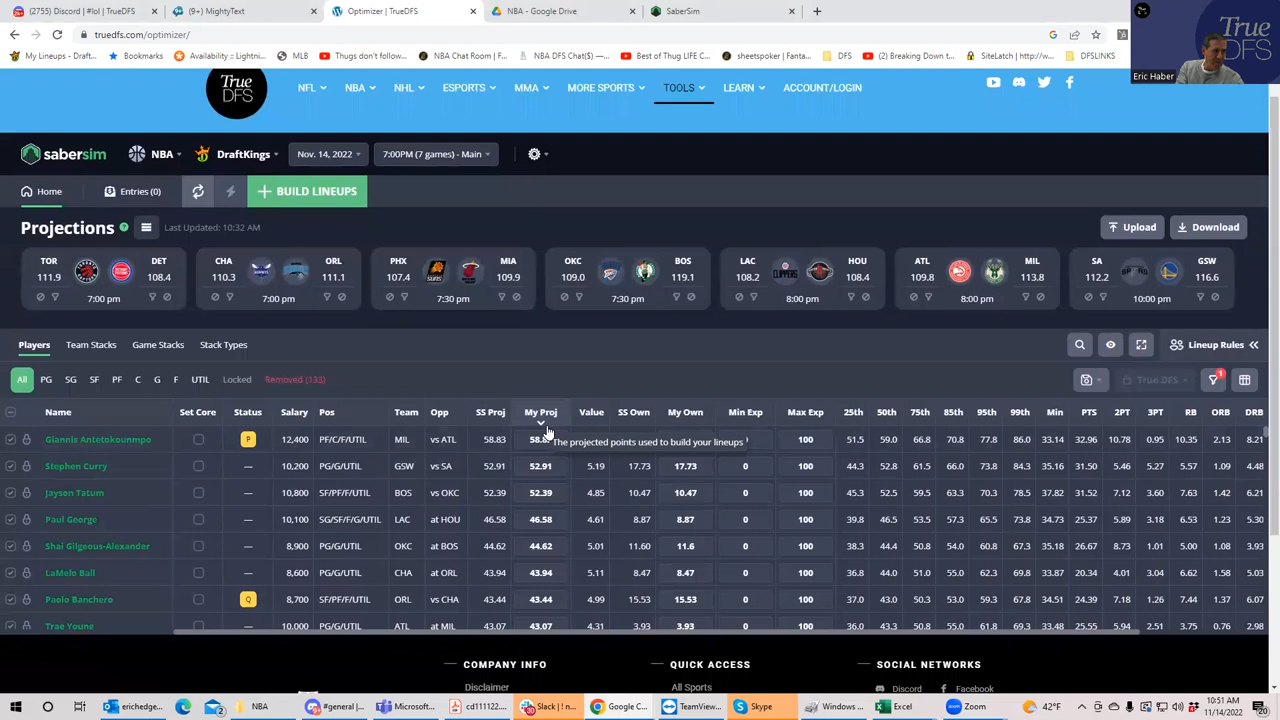 (2755) Discord | #lol | TrueDFS
(9+) MightyText
Optimizer | TrueDFS
NBA - Google Drive
SaberSim
truedfs.com/optimizer/
My Lineups - Draft...
Bookmarks
Availability :: Lightni...
MLB
Thugs don't follow...
NBA Chat Room | F...
NBA DFS Chat($) —...
Best of Thug LIFE C...
sheetspoker | Fanta...
DFS
(2) Breaking Down t...
SiteLatch (http://w...
DFSLINKS
True DFS
Eric Haber
True DFS
NFL NBA NHL ESPORTS MMA MORE SPORTS TOOLS LEARN ACCOUNT/LOGIN
sabersim NBA DraftKings Nov. 14, 2022 7:00PM (7 games) - Main
Home Entries (0) BUILD LINEUPS
Projections Last Updated: 10:32 AM Upload Download
TOR DET CHA ORL PHX MIA OKC BOS LAC HOU ATL MIL SA GSW
111.9 108.4 110.3 111.1 107.4 109.9 109.0 119.1 108.2 108.4 109.8 113.8 112.2 116.6
7:00 pm 7:00 pm 7:30 pm 7:30 pm 8:00 pm 8:00 pm 10:00 pm
Players Team Stacks Game Stacks Stack Types Lineup Rules
All PG SG SF PF C G F UTIL Locked Removed (133) True.DFS 1
Name Set Core Status Salary Pos Team Opp SS Proj My Proj Value SS Own My Own Min Exp Max Exp 25th 50th 75th 85th 95th 99th Min PTS 2PT 3PT RB ORB DRB
Giannis Antetokounmpo P 12,400 PF/C/F/UTIL MIL vs ATL 58.83 The projected points used to build your lineups 100 51.5 59.0 66.8 70.8 77.8 86.0 33.14 32.96 10.78 0.95 10.35 2.13 8.21
Stephen Curry — 10,200 PG/G/UTIL GSW vs SA 52.91 52.91 5.19 17.73 17.73 0 100 44.3 52.8 61.5 66.0 73.8 84.3 35.16 31.50 5.46 5.27 5.57 1.09 4.48
Jayson Tatum — 10,800 SF/PF/F/UTIL BOS vs OKC 52.39 52.39 4.85 10.47 10.47 0 100 45.3 52.5 59.5 63.3 70.3 78.5 37.82 31.52 7.12 3.60 7.63 1.42 6.21
Paul George — 10,100 SG/SF/F/G/UTIL LAC at HOU 46.58 46.58 4.61 8.87 8.87 0 100 39.8 46.5 53.5 57.3 65.5 73.8 34.73 25.37 5.89 3.18 6.53 1.23 5.30
Shai Gilgeous-Alexander — 8,900 PG/G/UTIL OKC at BOS 44.62 44.62 5.01 11.60 11.6 0 100 38.3 44.4 50.8 54.0 60.8 67.3 35.18 26.67 8.73 1.01 5.00 1.08 3.93
LaMelo Ball — 8,600 PG/G/UTIL CHA at ORL 43.94 43.94 5.11 8.47 8.47 0 100 36.8 44.0 51.0 55.0 62.3 69.8 33.87 20.34 4.01 3.04 6.62 1.58 5.03
Paolo Banchero Q 8,700 SF/PF/F/UTIL ORL vs CHA 43.44 43.44 4.99 15.53 15.53 0 100 37.0 43.0 50.0 53.0 59.3 67.8 35.51 24.39 7.18 1.26 7.44 1.37 6.07
Trae Young — 10,000 PG/G/UTIL ATL at MIL 43.07 43.07 4.31 3.93 3.93 0 100 36.0 43.3 50.8 55.0 62.0 69.3 33.48 25.55 5.94 2.51 3.75 0.76 2.98
COMPANY INFO QUICK ACCESS SOCIAL NETWORKS
Disclaimer All Sports Discord Facebook
erichedge... 2 NBA #general |... Microsoft... cd111122... Slack | !! n... Google C... TeamView... Skype Windows ... Excel Zoom 42°F
10:51 AM
11/14/2022
20